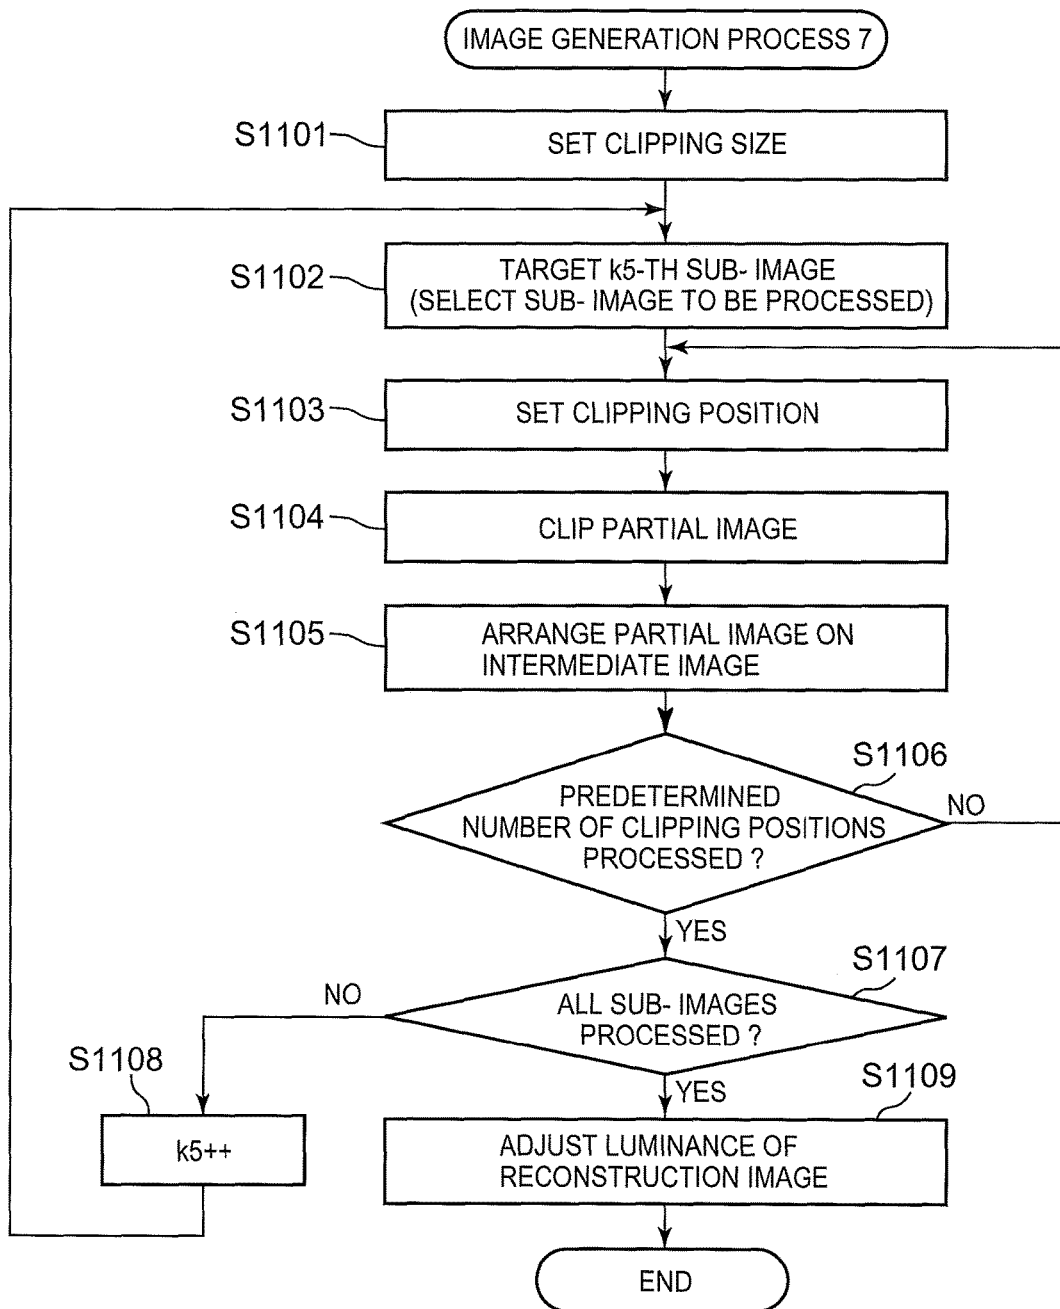 IMAGE GENERATION PROCESS 7
S1101
SET CLIPPING SIZE
S1102
TARGET k5-TH SUB- IMAGE
(SELECT SUB- IMAGE TO BE PROCESSED)
S1103
SET CLIPPING POSITION
S1104
CLIP PARTIAL IMAGE
S1105
ARRANGE PARTIAL IMAGE ON
INTERMEDIATE IMAGE
S1106
PREDETERMINED
NUMBER OF CLIPPING POSITIONS
PROCESSED ?
NO
YES
S1107
ALL SUB- IMAGES
PROCESSED ?
NO
YES
S1108
k5++
S1109
ADJUST LUMINANCE OF
RECONSTRUCTION IMAGE
END